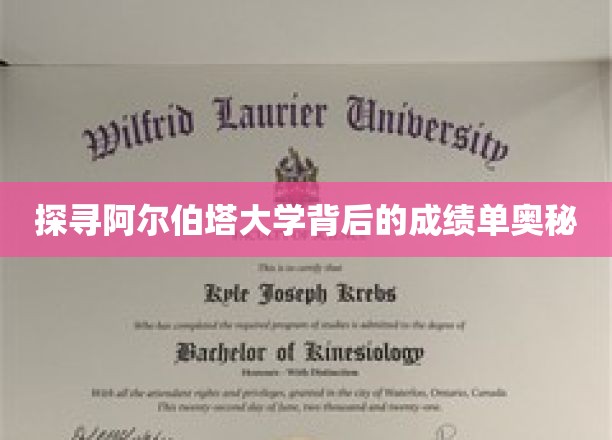 Wilfrid Laurier University
探寻阿尔伯塔大学背后的成绩单奥秘
This is to certify that
Kyle Joseph Krebs
Who has completed the required program of studies is admitted to the degree of
Bachelor of Kinesiology
Honours - With Distinction
With all the attendant rights and privileges, granted in the city of Waterloo, Ontario, Canada
This twenty-second day of June, two thousand and twenty-one.